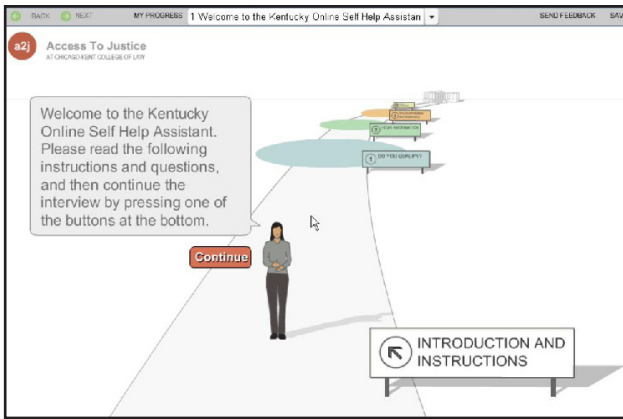 BACK NEXT MY PROGRESS 1 Welcome to the Kentucky Online Self Help Assistan SEND FEEDBACK SAV
a2j Access To Justice
AT CHICAGO-KENT COLLEGE OF LAW
Welcome to the Kentucky
Online Self Help Assistant.
Please read the following
instructions and questions,
and then continue the
interview by pressing one of
the buttons at the bottom.
Continue
1 DO YOU QUALIFY?
INTRODUCTION AND
INSTRUCTIONS